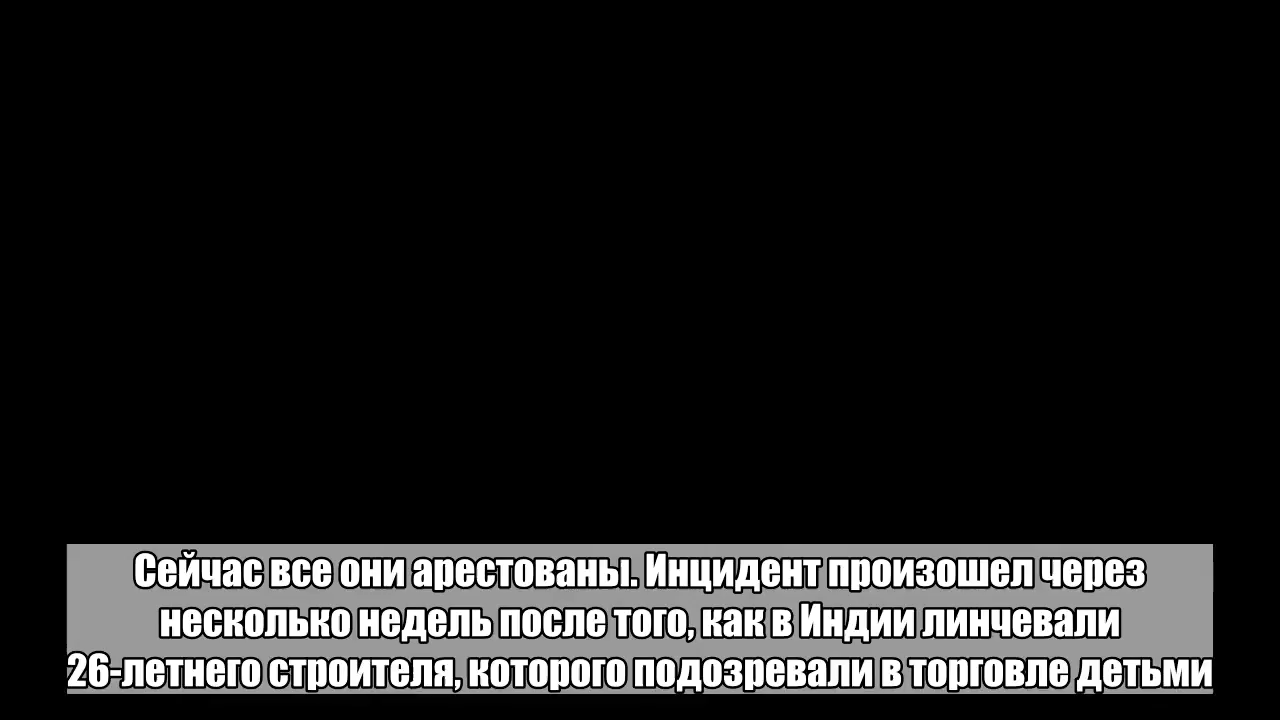 Сейчас все они арестованы. Инцидент произошел через
несколько недель после того, как в Индии линчевали
26-летнего строителя, которого подозревали в торговле детьми